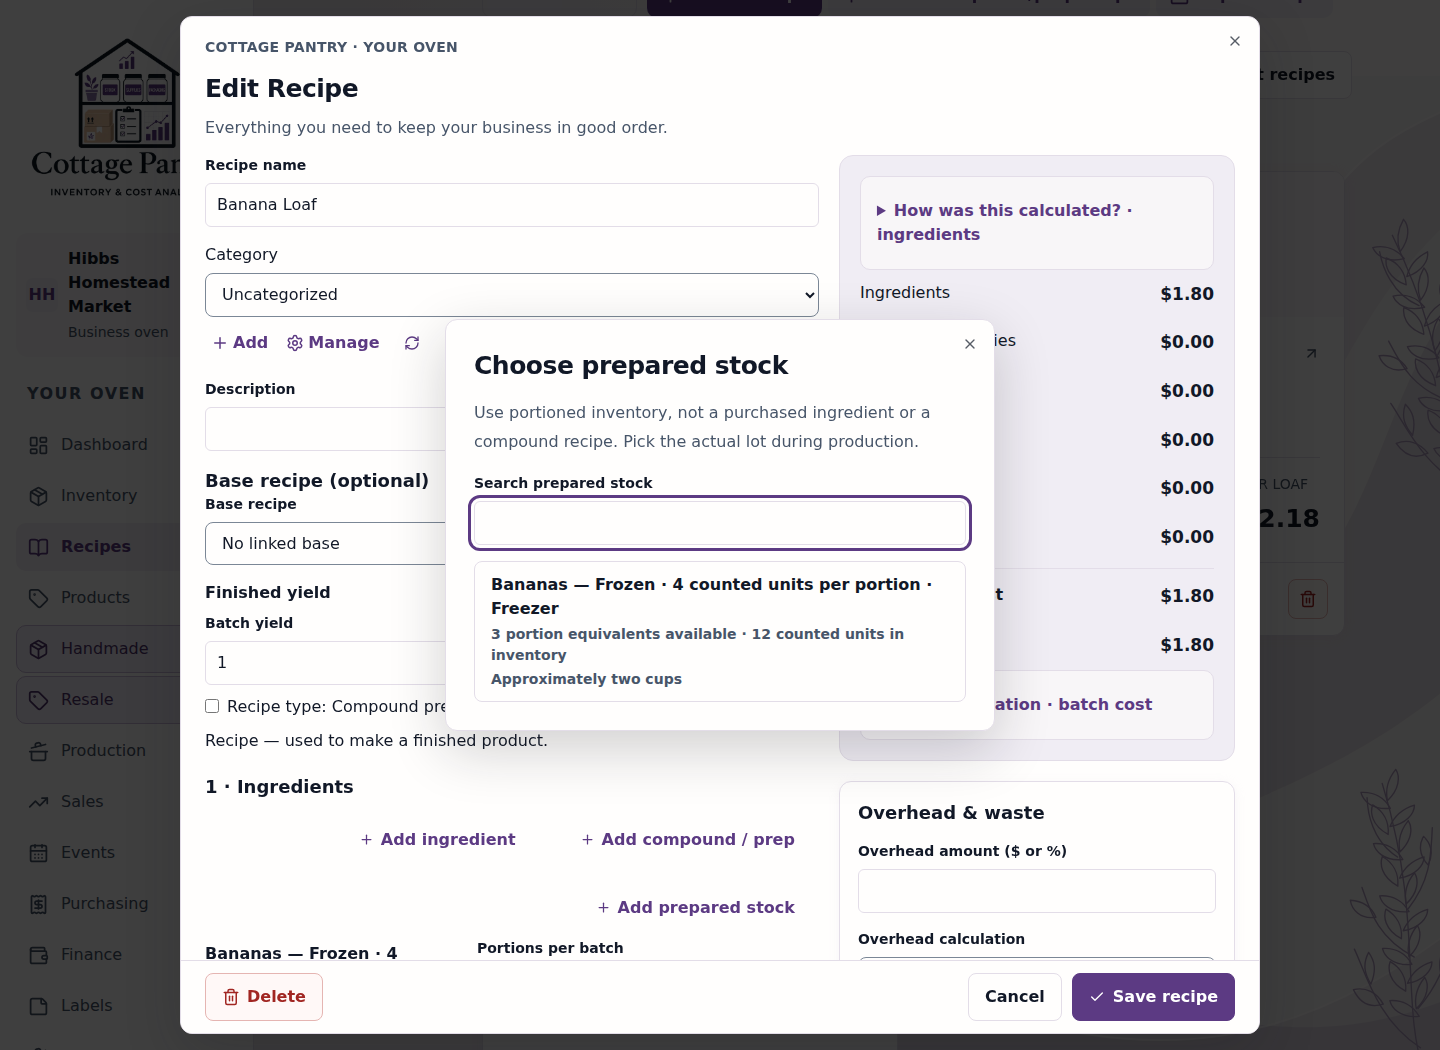 COTTAGE PANTRY · YOUR OVEN
Edit Recipe
Everything you need to keep your business in good order.
Recipe name
Banana Loaf
Category
Uncategorized
Add
Manage
Description
Base recipe (optional)
Base recipe
No linked base
Finished yield
Batch yield
1
Recipe type: Compound pre
Recipe — used to make a finished product.
1 · Ingredients
+ Add ingredient
+ Add compound / prep
+ Add prepared stock
Bananas — Frozen · 4
Portions per batch
How was this calculated? ·
ingredients
Ingredients $1.80
ies $0.00
$0.00
$0.00
$0.00
$0.00
t $1.80
$1.80
ation · batch cost
Overhead & waste
Overhead amount ($ or %)
Overhead calculation
Delete
Cancel
Save recipe
Choose prepared stock
Use portioned inventory, not a purchased ingredient or a
compound recipe. Pick the actual lot during production.
Search prepared stock
Bananas — Frozen · 4 counted units per portion ·
Freezer
3 portion equivalents available · 12 counted units in
inventory
Approximately two cups
Cottage Pan
INVENTORY & COST ANAL
HH
Hibbs
Homestead
Market
Business oven
YOUR OVEN
Dashboard
Inventory
Recipes
Products
Handmade
Resale
Production
Sales
Events
Purchasing
Finance
Labels
t recipes
R LOAF
2.18